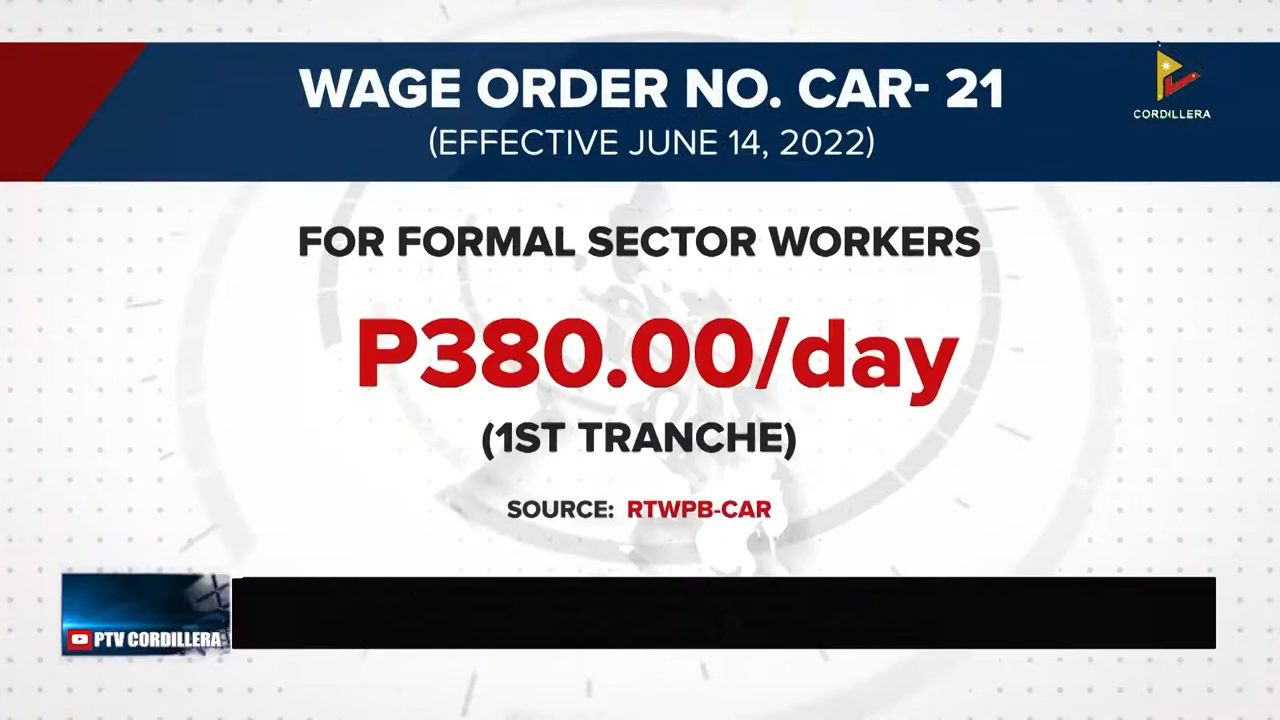 WAGE ORDER NO. CAR- 21
(EFFECTIVE JUNE 14, 2022)
CORDILLERA
FOR FORMAL SECTOR WORKERS
P380.00/day
(1ST TRANCHE)
SOURCE: RTWPB-CAR
PTV CORDILLERA